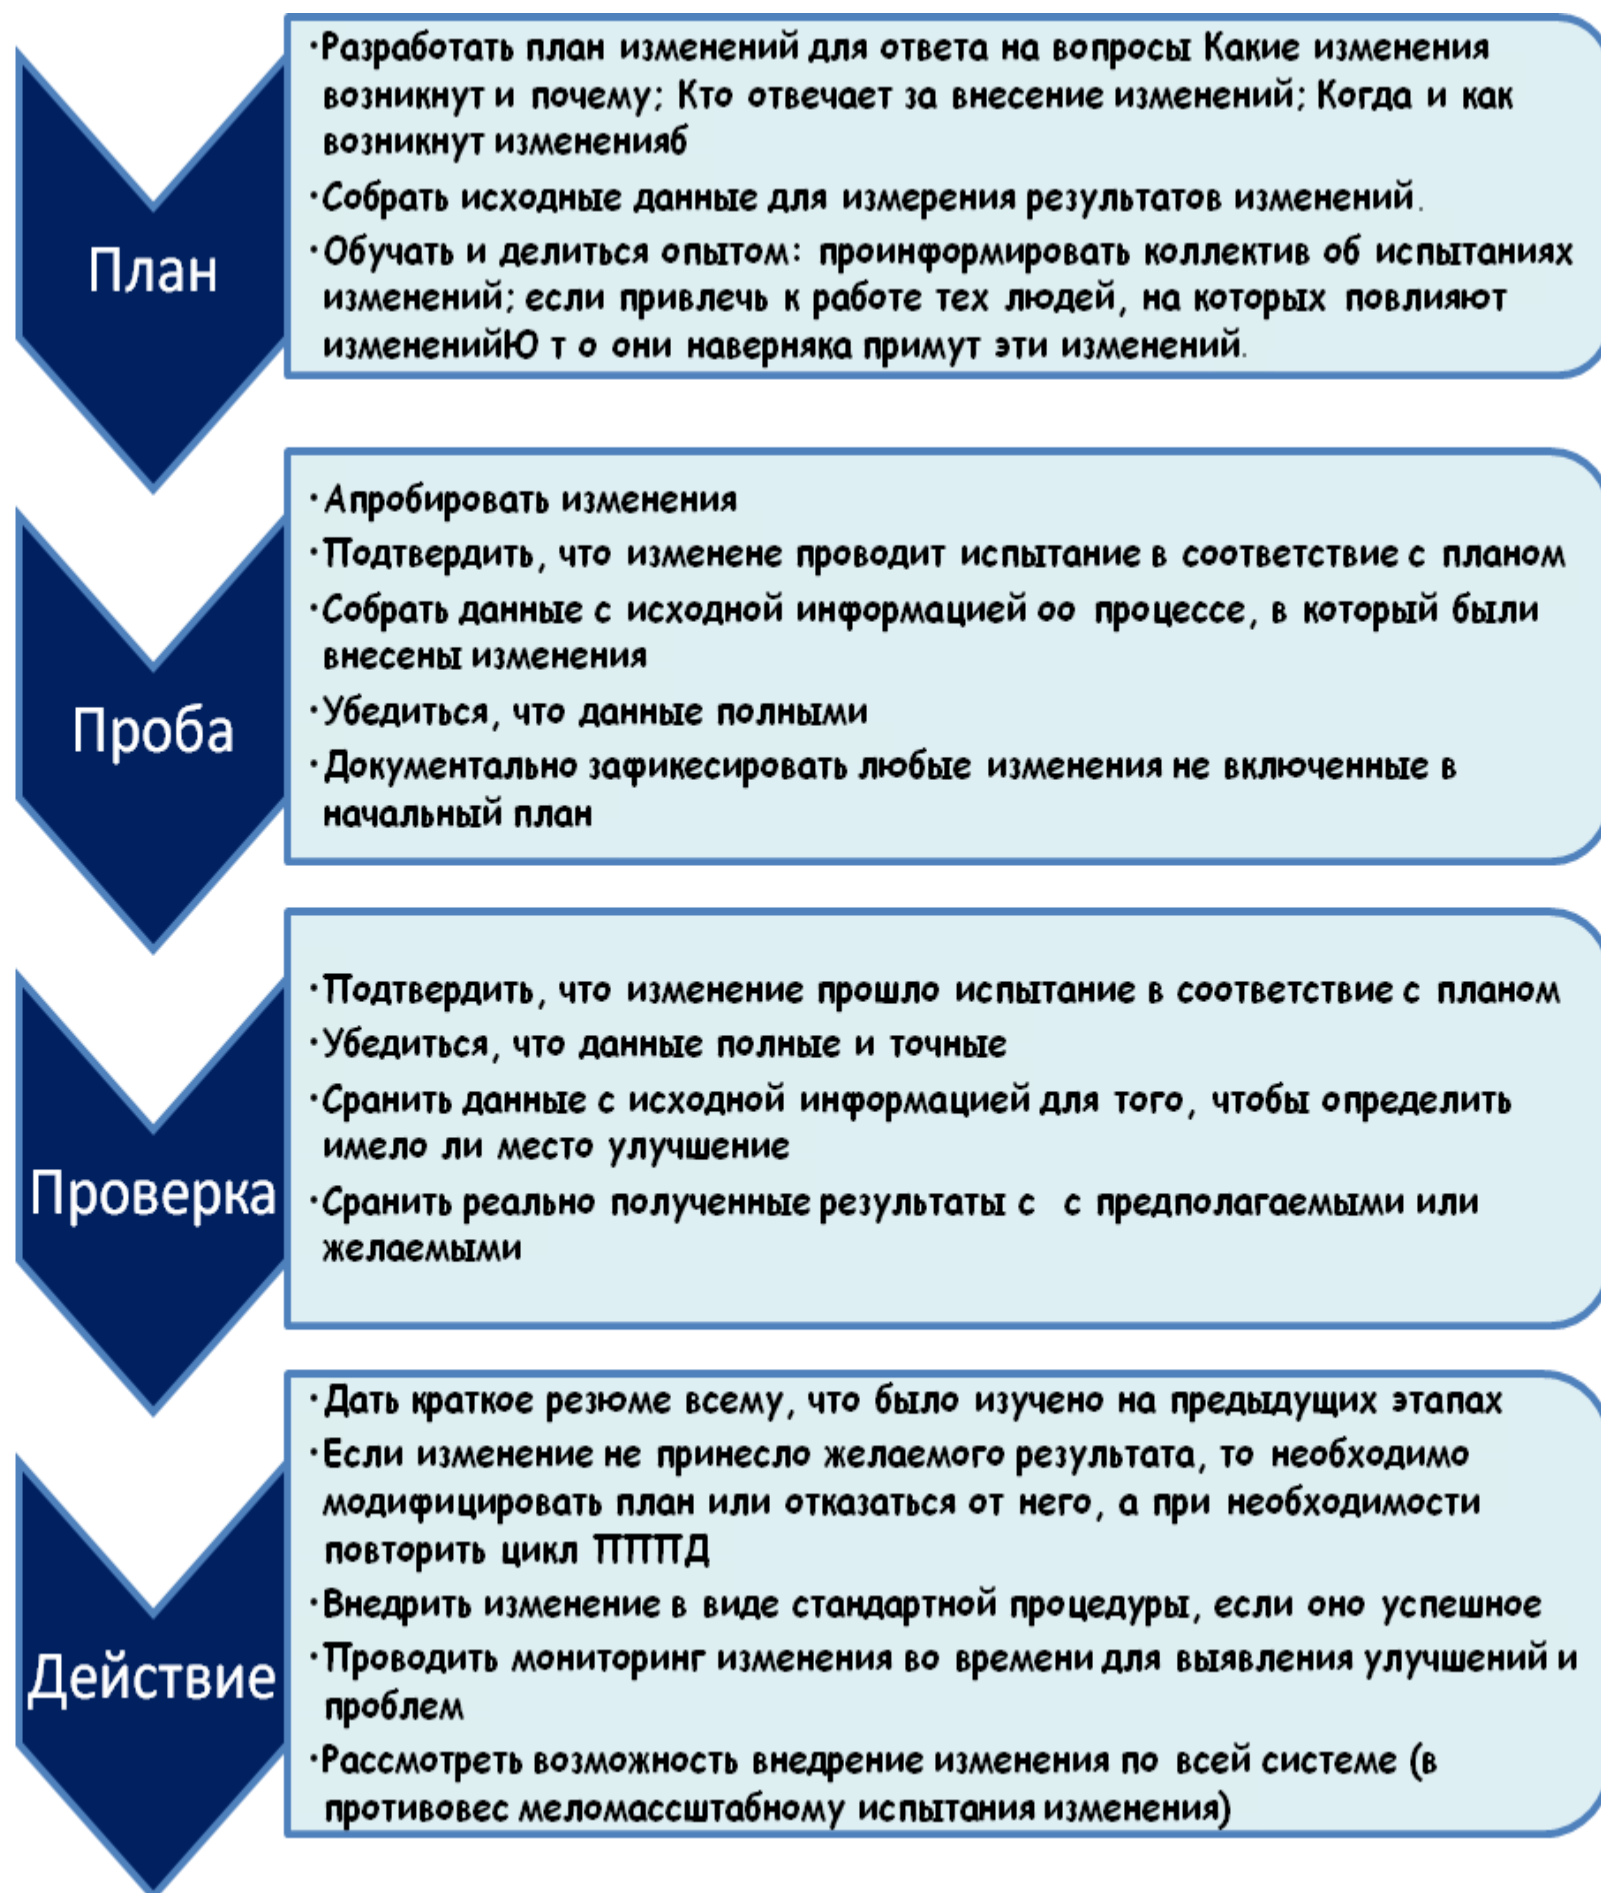 План
·Разработать план изменений для ответа на вопросы Какие изменения
возникнут и почему; Кто отвечает за внесение изменений; Когда и как
возникнут измененияб
·Собрать исходные данные для измерения результатов изменений.
·Обучать и делиться опытом: проинформировать коллектив об испытаниях
изменений; если привлечь к работе тех людей, на которых повлияют
измененийЮ т о они наверняка примут эти изменений.
Проба
·Апробировать изменения
·Подтвердить, что изменене проводит испытание в соответствие с планом
·Собрать данные с исходной информацией оо процессе, в который были
внесены изменения
·Убедиться, что данные полными
·Документально зафикесировать любые изменения не включенные в
начальный план
Проверка
·Подтвердить, что изменение прошло испытание в соответствие с планом
·Убедиться, что данные полные и точные
·Сранить данные с исходной информацией для того, чтобы определить
имело ли место улучшение
·Сранить реально полученные результаты с с предполагаемыми или
желаемыми
Действие
·Дать краткое резюме всему, что было изучено на предыдущих этапах
·Если изменение не принесло желаемого результата, то необходимо
модифицировать план или отказаться от него, а при необходимости
повторить цикл ПППД
·Внедрить изменение в виде стандартной процедуры, если оно успешное
·Проводить мониторинг изменения во времени для выявления улучшений и
проблем
·Рассмотреть возможность внедрение изменения по всей системе (в
противовес меломассштабному испытания изменения)